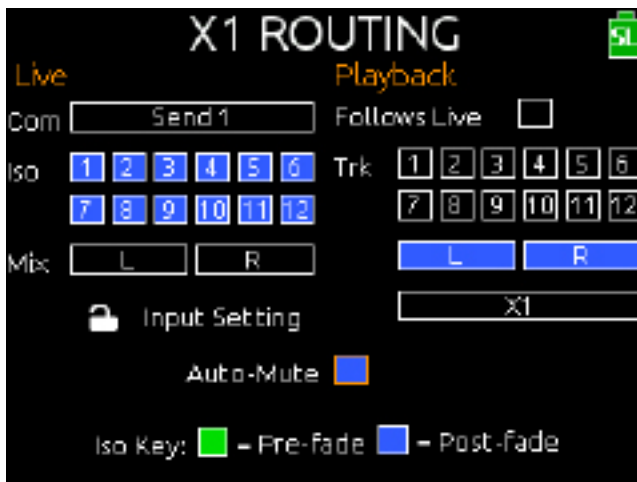 X1 ROUTING
SL
Live
Com Send 1
Iso 1 2 3 4 5 6
7 8 9 10 11 12
Mix L R
Input Setting
Playback
Follows Live
Trk 1 2 3 4 5 6
7 8 9 10 11 12
L R
X1
Auto-Mute
Iso Key: = Pre-fade = Post-fade